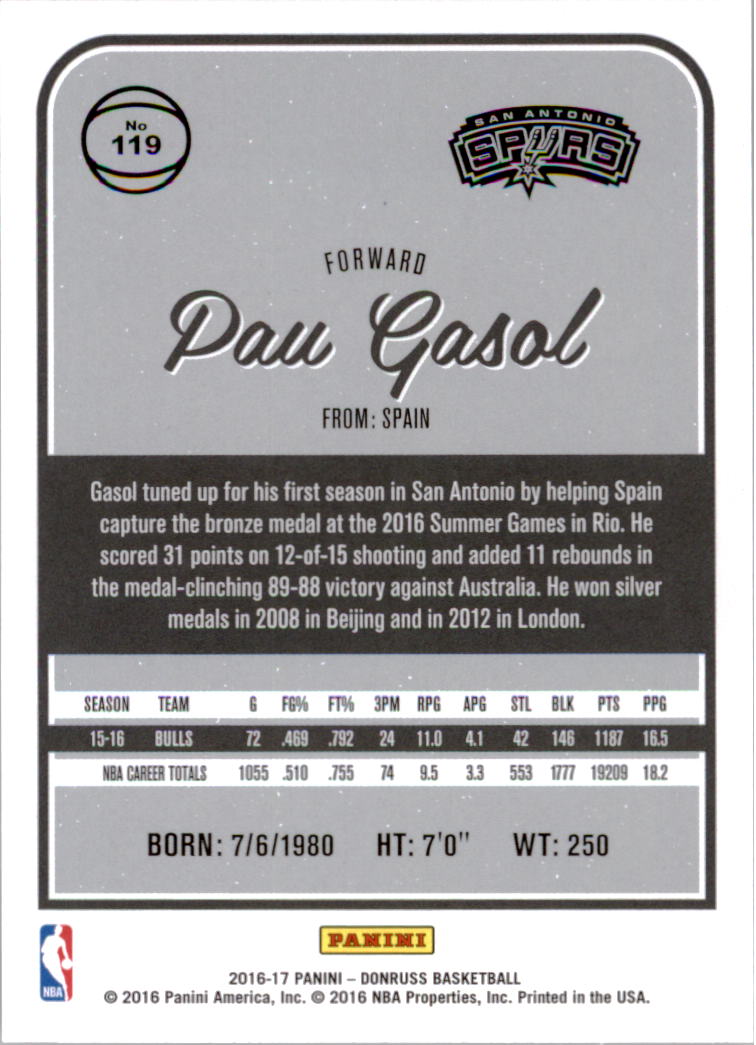 No
119
SAN ANTONIO
SPURS
FORWARD
Pau Gasol
FROM: SPAIN
Gasol tuned up for his first season in San Antonio by helping Spain
capture the bronze medal at the 2016 Summer Games in Rio. He
scored 31 points on 12-of-15 shooting and added 11 rebounds in
the medal-clinching 89-88 victory against Australia. He won silver
medals in 2008 in Beijing and in 2012 in London.
SEASON TEAM G FG% FT% 3PM RPG APG STL BLK PTS PPG
15-16 BULLS 72 .469 .792 24 11.0 4.1 42 146 1187 16.5
NBA CAREER TOTALS 1055 .510 .755 74 9.5 3.3 553 1777 19209 18.2
BORN: 7/6/1980 HT: 7'0" WT: 250
PANINI
NBA
2016-17 PANINI – DONRUSS BASKETBALL
© 2016 Panini America, Inc. © 2016 NBA Properties, Inc. Printed in the USA.